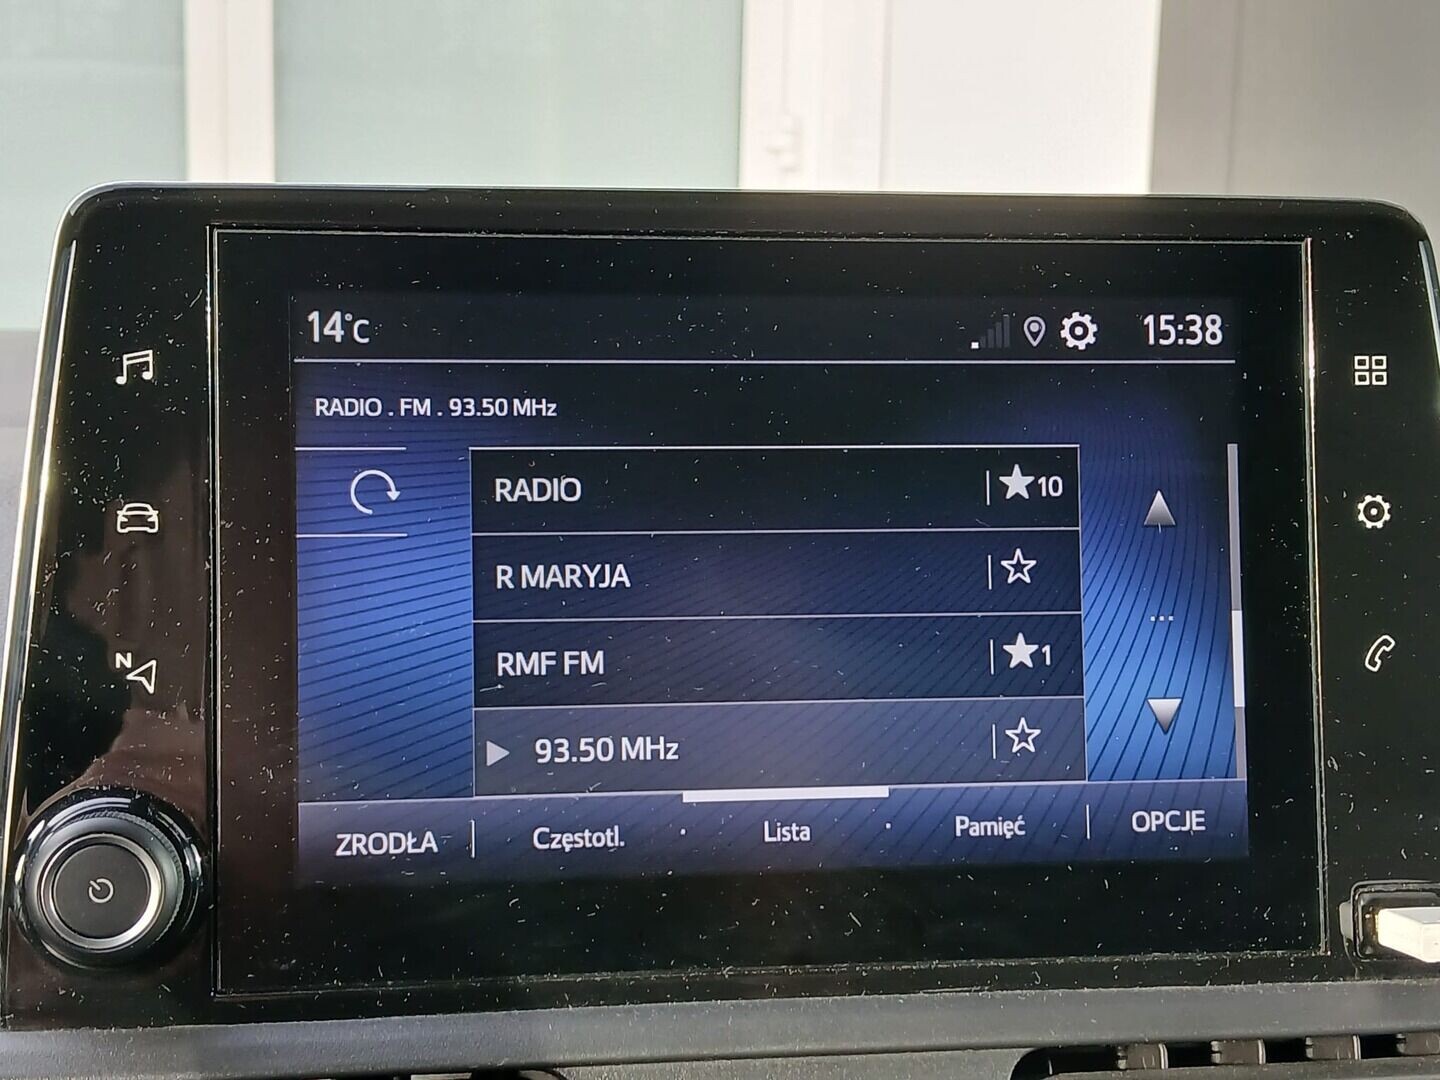 14°C
15:38
RADIO . FM . 93.50 MHz
RADIO
10
R MARYJA
RMF FM
1
93.50 MHz
ZRODŁA
Częstotl.
Lista
Pamięć
OPCJE
N